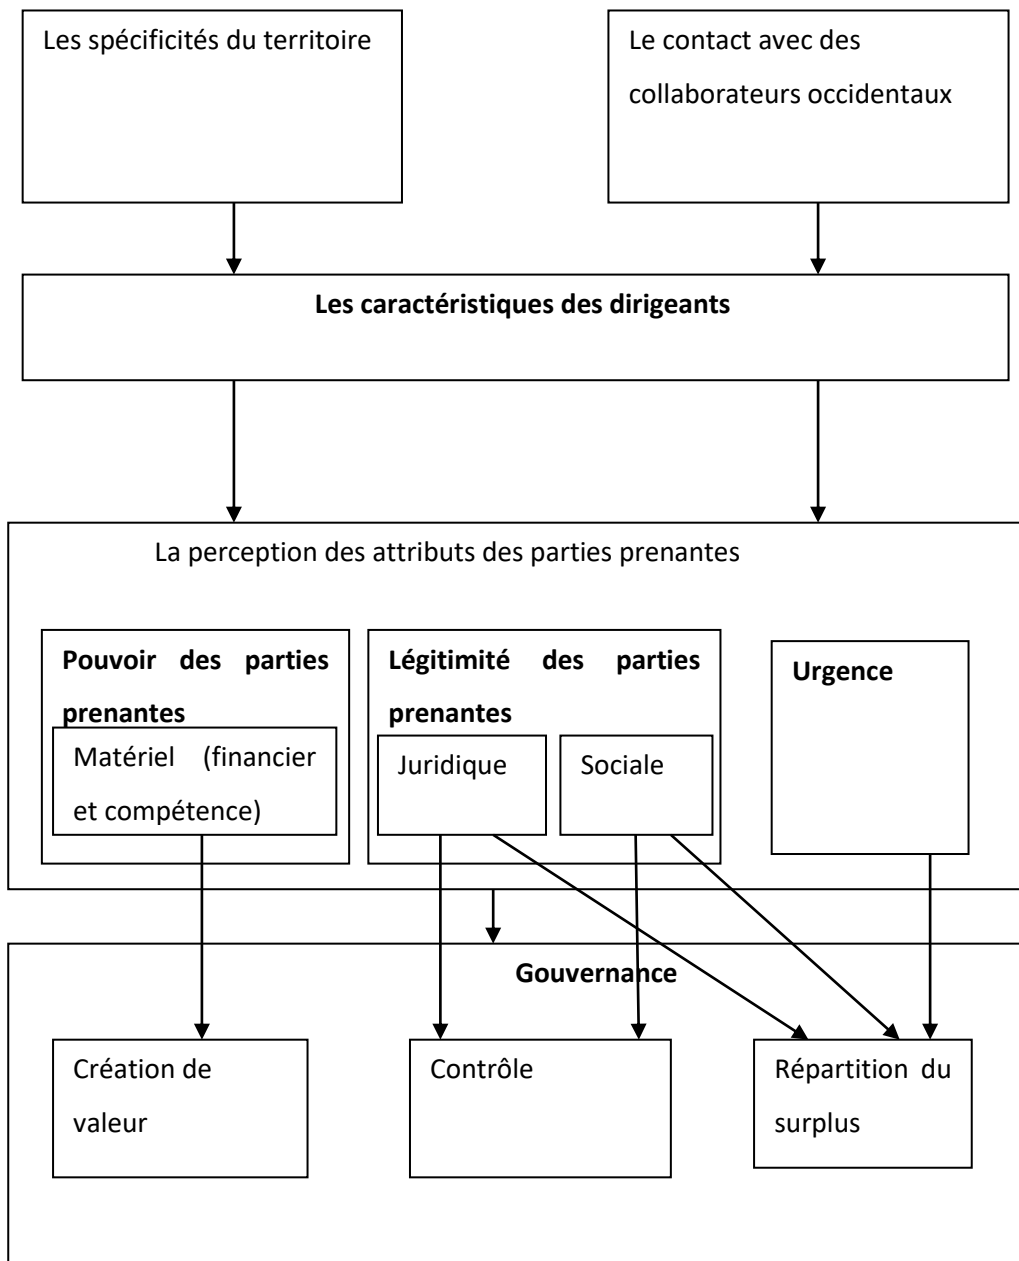 Les spécificités du territoire
Le contact avec des
collaborateurs occidentaux
Les caractéristiques des dirigeants
La perception des attributs des parties prenantes
Pouvoir des parties
prenantes
Matériel (financier
et compétence)
Légitimité des parties
prenantes
Juridique
Sociale
Urgence
Gouvernance
Création de
valeur
Contrôle
Répartition du
surplus